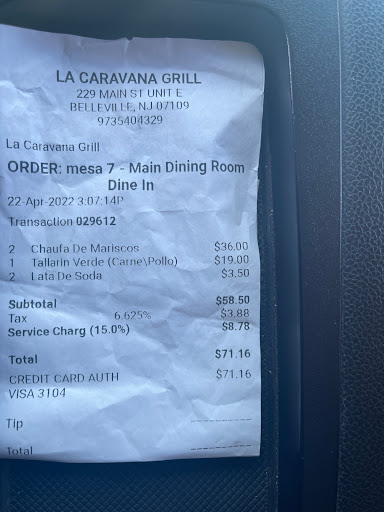 LA CARAVANA GRILL
229 MAIN ST UNIT E
BELLEVILLE, NJ 07109
9735404329
La Caravana Grill
ORDER: mesa 7 - Main Dining Room
Dine In
22-Apr-2022 3:07:14P
Transaction 029612
2 Chaufa De Mariscos $36.00
1 Tallarin Verde (Carne\Pollo) $19.00
2 Lata De Soda $3.50
Subtotal $58.50
Tax 6.625% $3.88
Service Charg (15.0%) $8.78
Total $71.16
CREDIT CARD AUTH $71.16
VISA 3104
Tip
Total